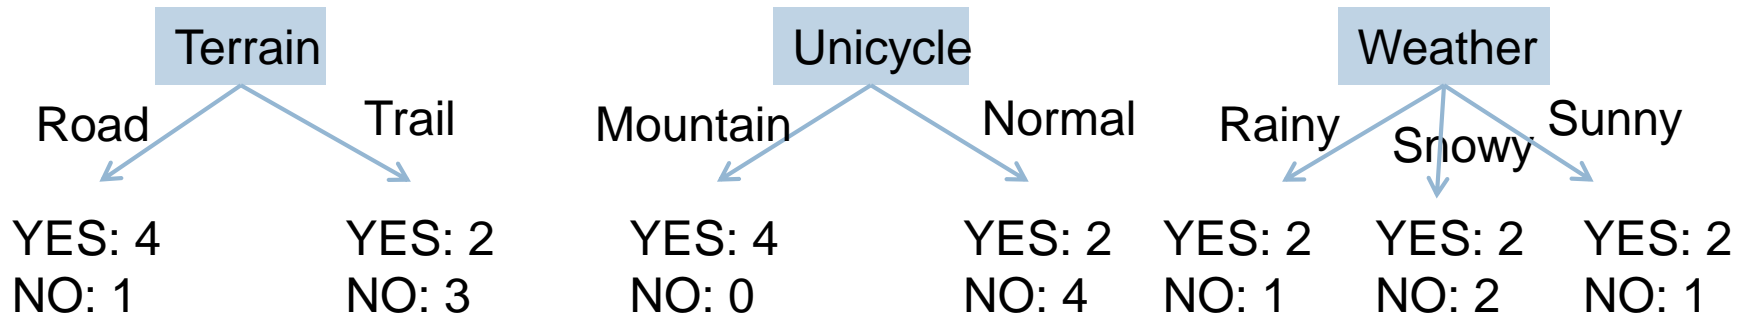 Terrain Unicycle Weather
Road Trail Mountain Normal Rainy Snowy Sunny
YES: 4 YES: 2 YES: 4 YES: 2 YES: 2 YES: 2 YES: 2
NO: 1 NO: 3 NO: 0 NO: 4 NO: 1 NO: 2 NO: 1